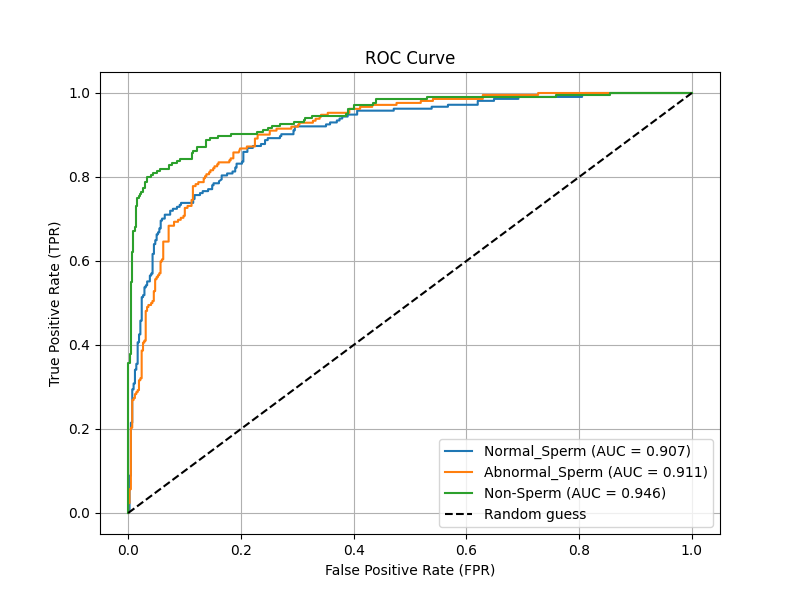 ROC Curve
True Positive Rate (TPR)
1.0
0.8
0.6
0.4
0.2
0.0
0.0 0.2 0.4 0.6 0.8 1.0
False Positive Rate (FPR)
Normal_Sperm (AUC = 0.907)
Abnormal_Sperm (AUC = 0.911)
Non-Sperm (AUC = 0.946)
Random guess